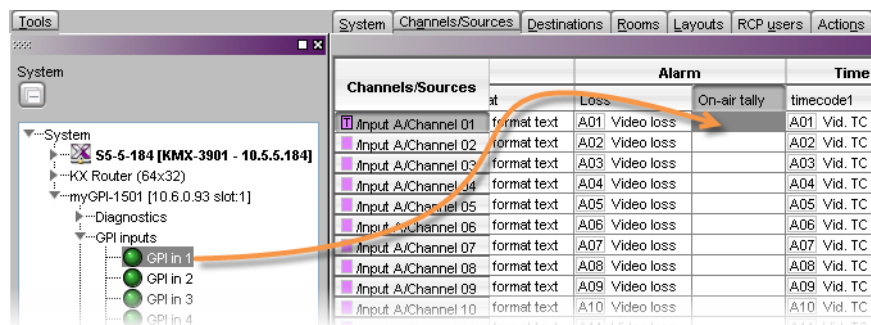 Tools
System
System
S5-5-184 [KMX-3901 - 10.5.5.184]
KX Router (64x32)
myGPI-1501 [10.6.0.93 slot:1]
Diagnostics
GPI inputs
GPI in 1
GPI in 2
GPI in 3
GPI in 4
System Channels/Sources Destinations Rooms Layouts RCP users Actions
Alarm Time
Channels/Sources
at Loss On-air tally timecode1
T /Input A/Channel 01 format text A01 Video loss A01 Vid. TC
/Input A/Channel 02 format text A02 Video loss A02 Vid. TC
/Input A/Channel 03 format text A03 Video loss A03 Vid. TC
/Input A/Channel 04 format text A04 Video loss A04 Vid. TC
/Input A/Channel 05 format text A05 Video loss A05 Vid. TC
/Input A/Channel 06 format text A06 Video loss A06 Vid. TC
/Input A/Channel 07 format text A07 Video loss A07 Vid. TC
/Input A/Channel 08 format text A08 Video loss A08 Vid. TC
/Input A/Channel 09 format text A09 Video loss A09 Vid. TC
/Input A/Channel 10 format text A10 Video loss A10 Vid. TC